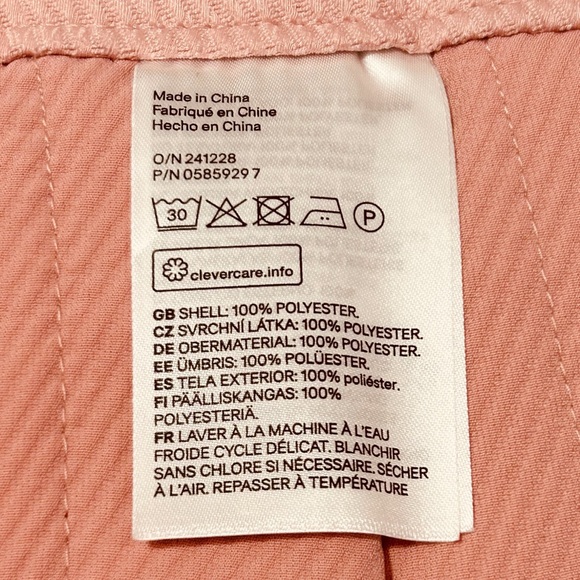 Made in China
Fabriqué en Chine
Hecho en China
O/N 241228
P/N 0585929 7
30 P
clevercare.info
GB SHELL: 100% POLYESTER.
CZ SVRCHNÍ LÁTKA: 100% POLYESTER.
DE OBERMATERIAL: 100% POLYESTER.
EE ÜMBRIS: 100% POLÜESTER.
ES TELA EXTERIOR: 100% poliéster.
FI PÄÄLLISKANGAS: 100%
POLYESTERIÄ.
FR LAVER À LA MACHINE À L'EAU
FROIDE CYCLE DÉLICAT. BLANCHIR
SANS CHLORE SI NÉCESSAIRE. SÉCHER
À L'AIR. REPASSER À TEMPÉRATURE